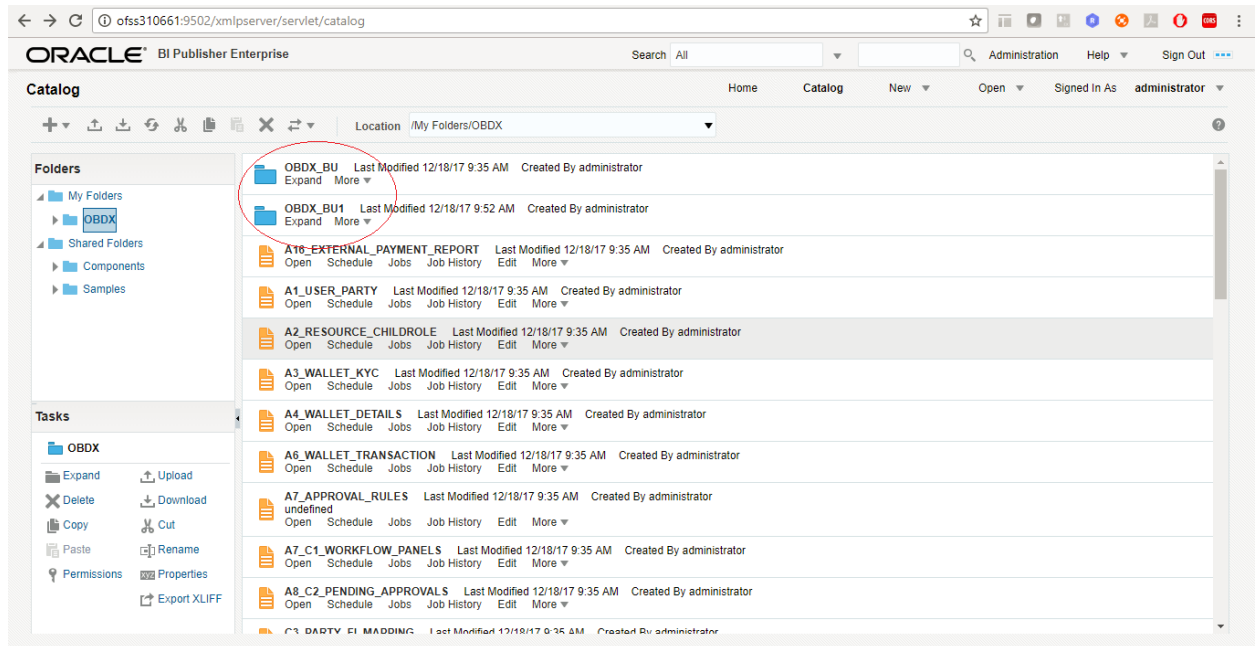 ofss310661:9502/xmlpserver/servlet/catalog
ORACLE BI Publisher Enterprise Search All Administration Help Sign Out
Catalog Home Catalog New Open Signed In As administrator
Location /My Folders/OBDX
Folders
My Folders
OBDX
Shared Folders
Components
Samples
OBDX_BU Last Modified 12/18/17 9:35 AM Created By administrator
Expand More
OBDX_BU1 Last Modified 12/18/17 9:52 AM Created By administrator
Expand More
A16_EXTERNAL_PAYMENT_REPORT Last Modified 12/18/17 9:35 AM Created By administrator
Open Schedule Jobs Job History Edit More
A1_USER_PARTY Last Modified 12/18/17 9:35 AM Created By administrator
Open Schedule Jobs Job History Edit More
A2_RESOURCE_CHILDROLE Last Modified 12/18/17 9:35 AM Created By administrator
Open Schedule Jobs Job History Edit More
A3_WALLET_KYC Last Modified 12/18/17 9:35 AM Created By administrator
Open Schedule Jobs Job History Edit More
A4_WALLET_DETAILS Last Modified 12/18/17 9:35 AM Created By administrator
Open Schedule Jobs Job History Edit More
A6_WALLET_TRANSACTION Last Modified 12/18/17 9:35 AM Created By administrator
Open Schedule Jobs Job History Edit More
A7_APPROVAL_RULES Last Modified 12/18/17 9:35 AM Created By administrator
undefined
Open Schedule Jobs Job History Edit More
A7_C1_WORKFLOW_PANELS Last Modified 12/18/17 9:35 AM Created By administrator
Open Schedule Jobs Job History Edit More
A8_C2_PENDING_APPROVALS Last Modified 12/18/17 9:35 AM Created By administrator
Open Schedule Jobs Job History Edit More
C3_PARTY_FI_MAPPING Last Modified 12/18/17 9:35 AM Created By administrator
Tasks
OBDX
Expand Upload
Delete Download
Copy Cut
Paste Rename
Permissions xyz Properties
Export XLIFF